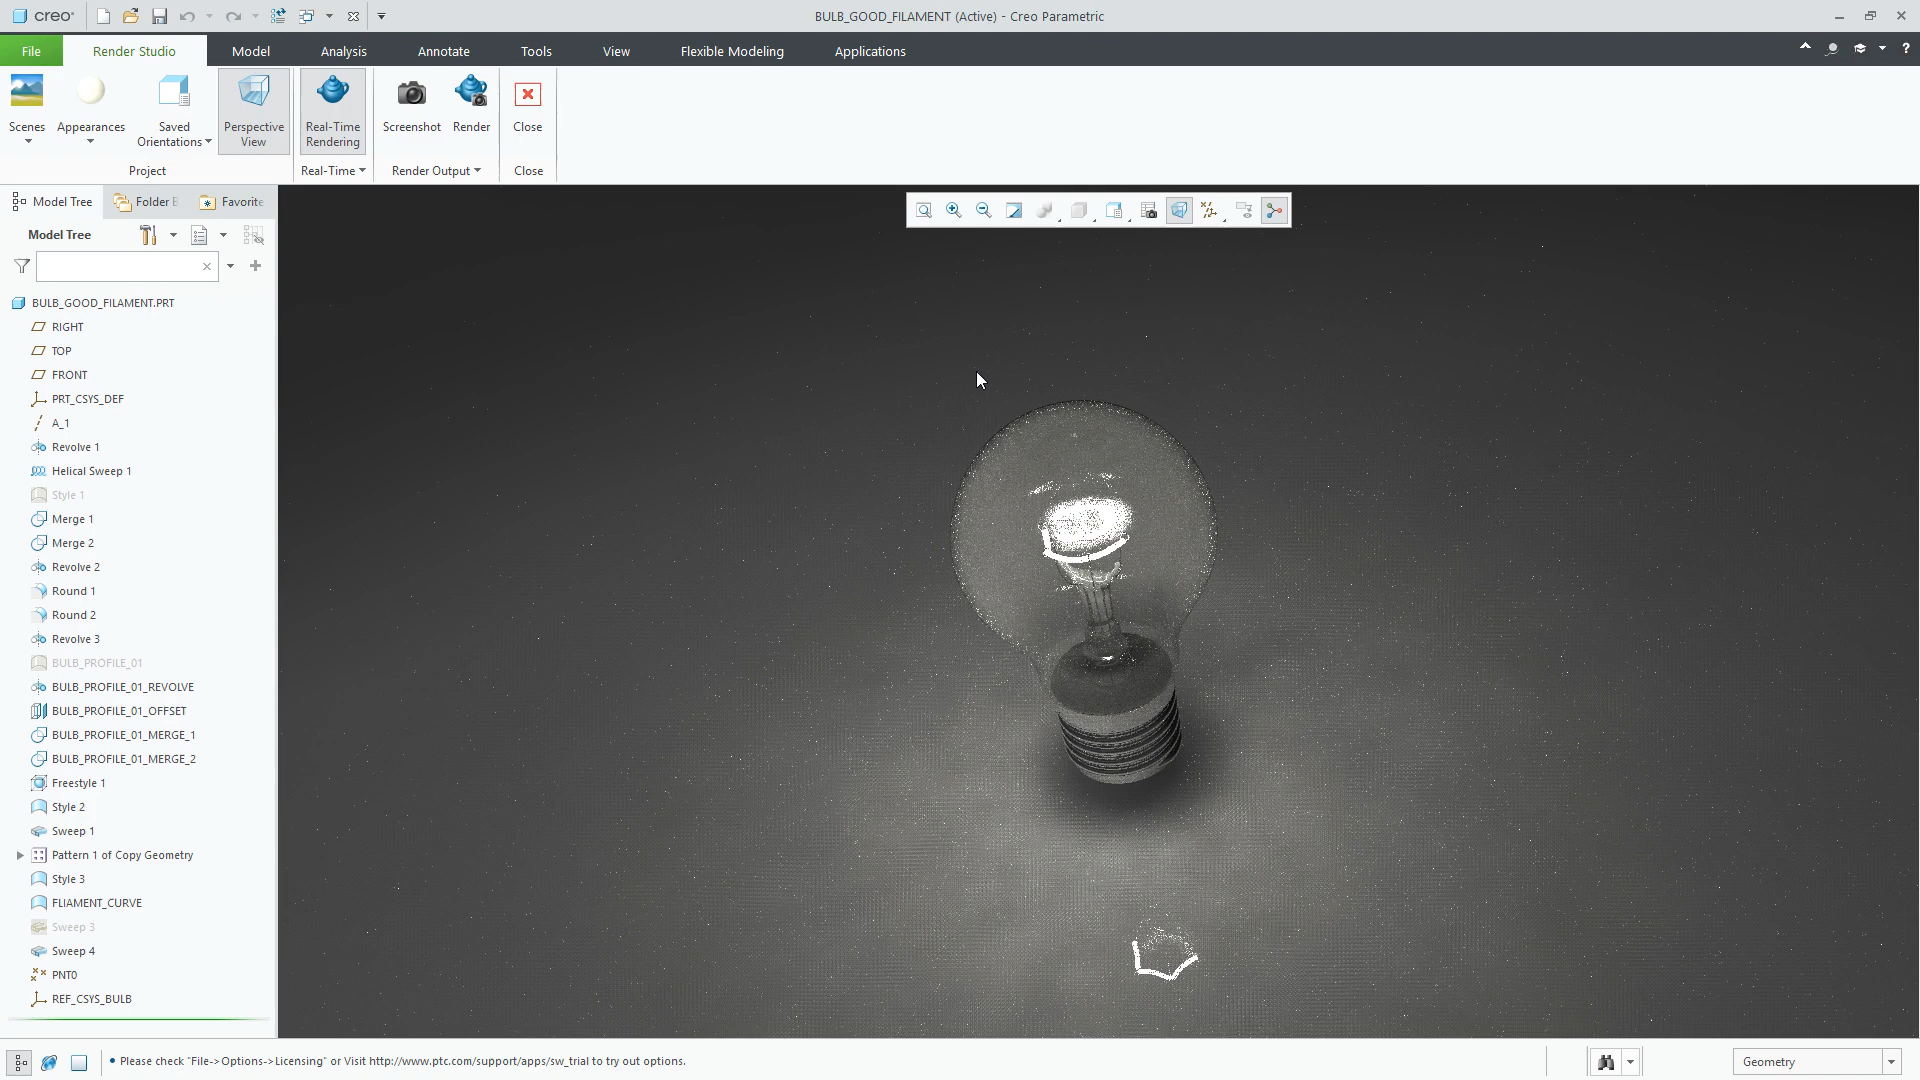 creo
BULB_GOOD_FILAMENT (Active) - Creo Parametric
File
Render Studio
Model
Analysis
Annotate
Tools
View
Flexible Modeling
Applications
Scenes
Appearances
Saved
Orientations
Perspective
View
Real-Time
Rendering
Screenshot
Render
Close
Project
Real-Time
Render Output
Close
Model Tree
Folder
Favorite
Model Tree
BULB_GOOD_FILAMENT.PRT
RIGHT
TOP
FRONT
PRT_CSYS_DEF
A_1
Revolve 1
Helical Sweep 1
Style 1
Merge 1
Merge 2
Revolve 2
Round 1
Round 2
Revolve 3
BULB_PROFILE_01
BULB_PROFILE_01_REVOLVE
BULB_PROFILE_01_OFFSET
BULB_PROFILE_01_MERGE_1
BULB_PROFILE_01_MERGE_2
Freestyle 1
Style 2
Sweep 1
Pattern 1 of Copy Geometry
Style 3
FLIAMENT_CURVE
Sweep 3
Sweep 4
PNT0
REF_CSYS_BULB
• Please check "File->Options->Licensing" or Visit http://www.ptc.com/support/apps/sw_trial to try out options.
Geometry